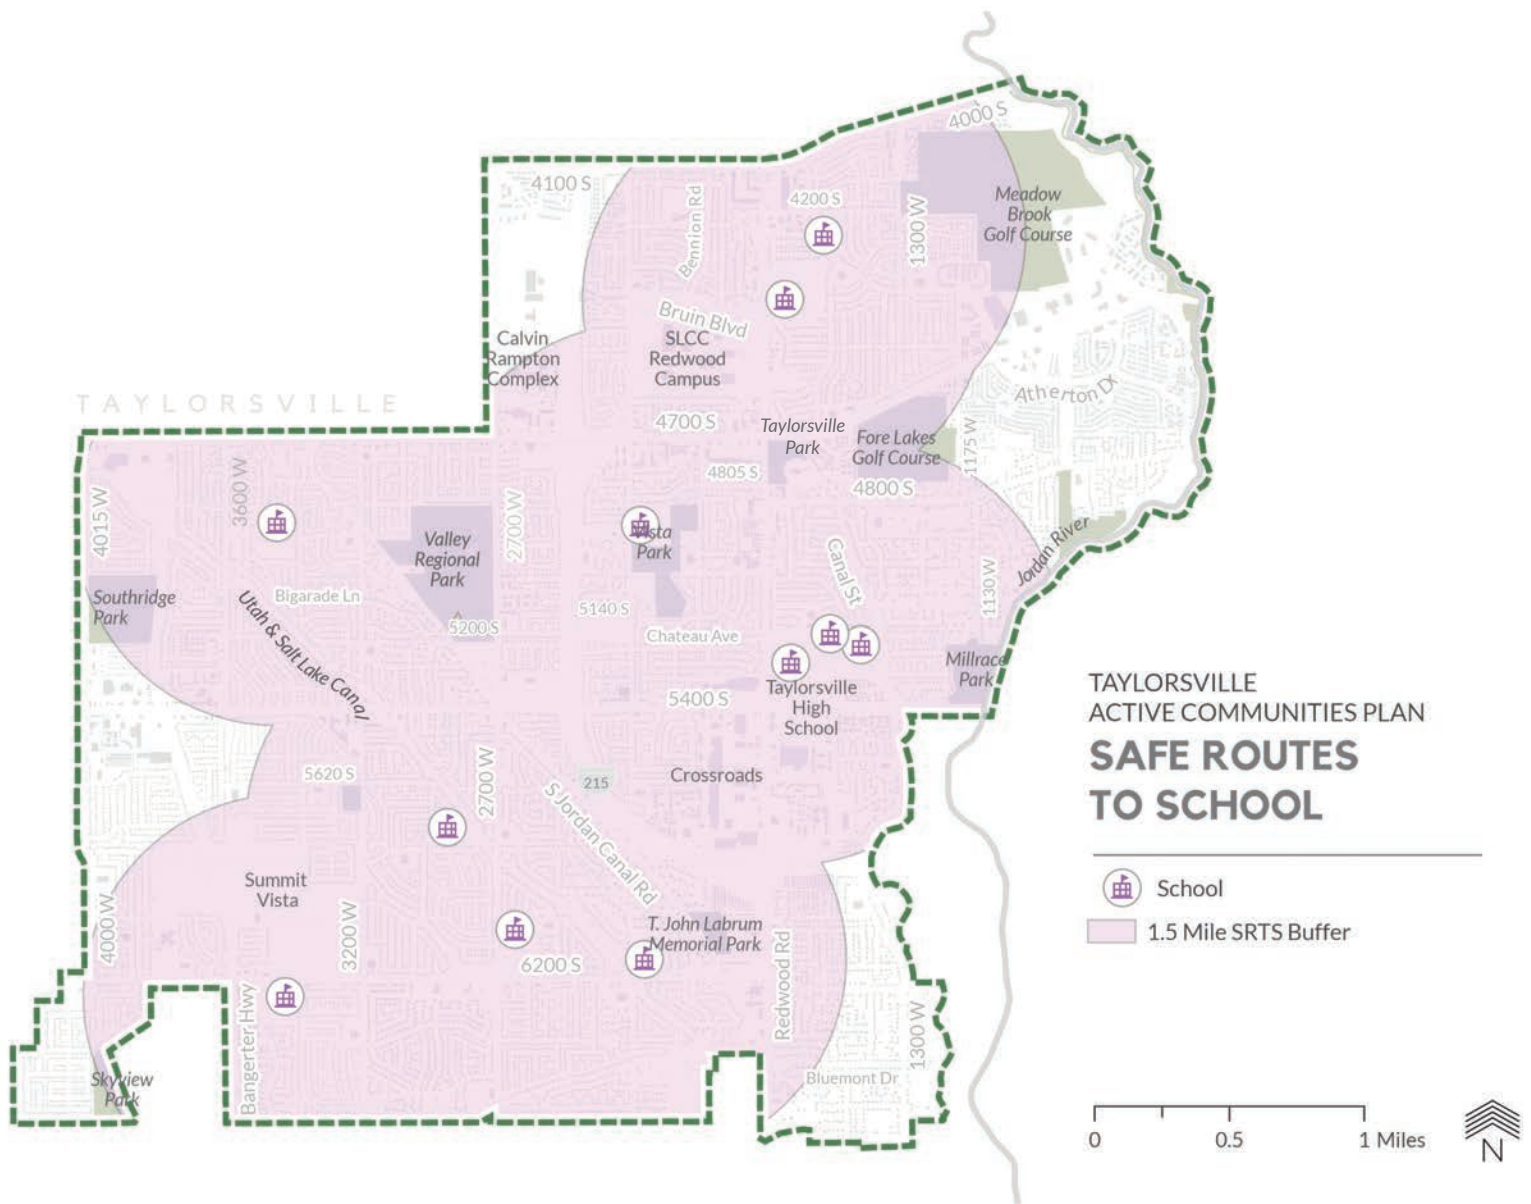 4000 S
4100 S
Bennion Rd
4200 S
1300 W
Meadow
Brook
Golf Course
Bruin Blvd
Calvin
Rampton
Complex
SLCC
Redwood
Campus
Atherton Dr
TAYLORSVILLE
4700 S
Taylorsville
Park
Fore Lakes
Golf Course
1175 W
4805 S
4800 S
4015 W
3600 W
2700 W
Valley
Regional
Park
Vista
Park
Canal St
Jordan River
1130 W
Southridge
Park
Bigarade Ln
Utah & Salt Lake Canal
5200 S
5140 S
Chateau Ave
Millrace
Park
5400 S
Taylorsville
High
School
5620 S
2700 W
215
Crossroads
S Jordan Canal Rd
Summit
Vista
4000 W
3200 W
T. John Labrum
Memorial Park
6200 S
Redwood Rd
Bangerter Hwy
1300 W
Skyview
Park
Bluemont Dr
TAYLORSVILLE
ACTIVE COMMUNITIES PLAN
SAFE ROUTES
TO SCHOOL
School
1.5 Mile SRTS Buffer
0 0.5 1 Miles
N